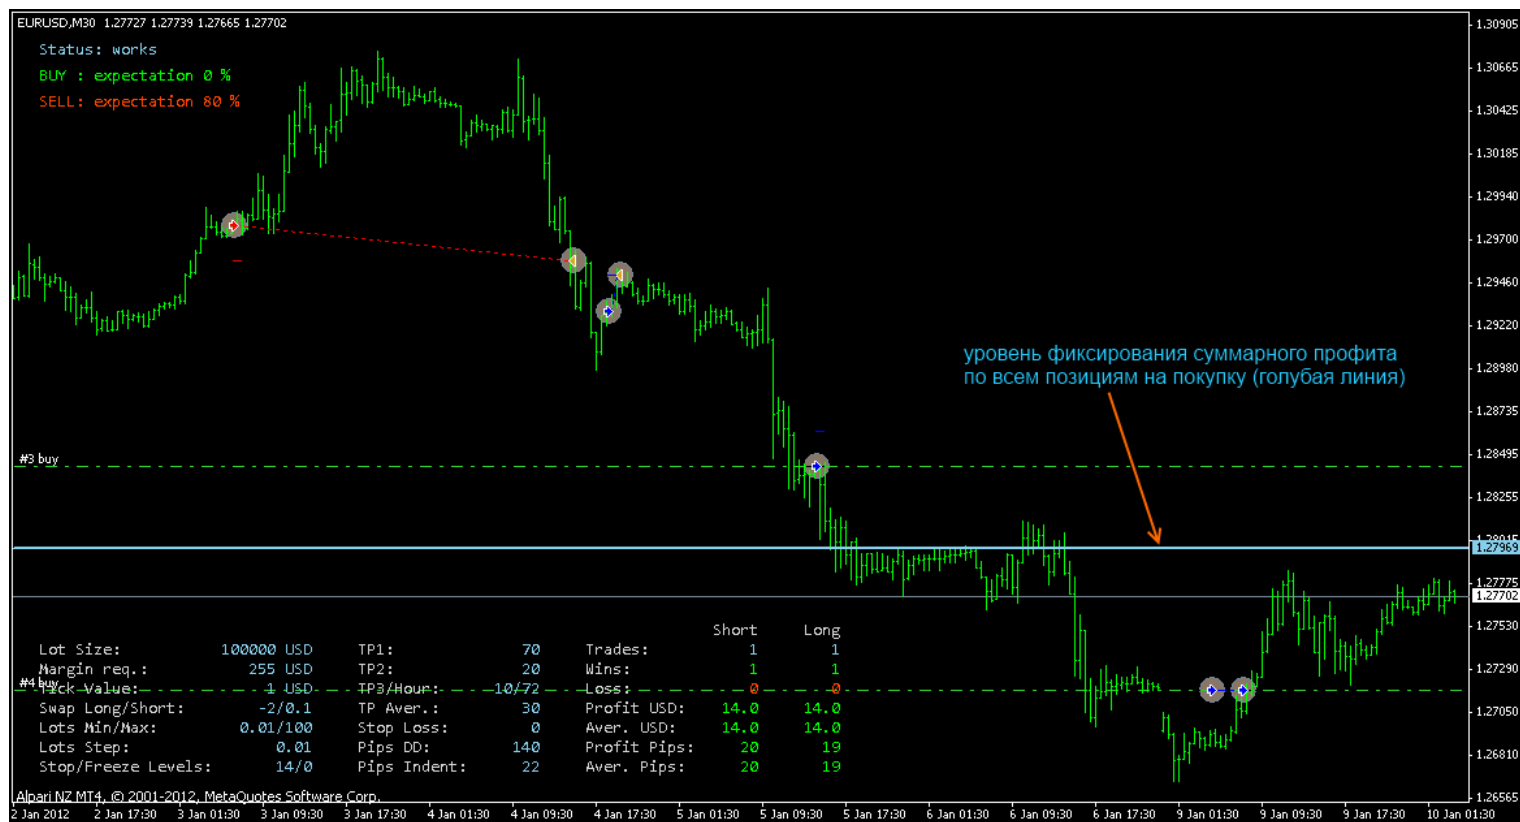 EURUSD,M30 1.27727 1.27739 1.27665 1.27702
Status: works
BUY : expectation 0 %
SELL: expectation 80 %
уровень фиксирования суммарного профита
по всем позициям на покупку (голубая линия)
#3 buy
#4 buy
Short Long
Lot Size: 100000 USD TP1: 70 Trades: 1 1
Margin req.: 255 USD TP2: 20 Wins: 1 1
Tick Value: 1 USD TP3/Hour: 10/72 Loss: 0 0
Swap Long/Short: -2/0.1 TP Aver.: 30 Profit USD: 14.0 14.0
Lots Min/Max: 0.01/100 Stop Loss: 0 Aver. USD: 14.0 14.0
Lots Step: 0.01 Pips DD: 140 Profit Pips: 20 19
Stop/Freeze Levels: 14/0 Pips Indent: 22 Aver. Pips: 20 19
Alpari NZ MT4, © 2001-2012, MetaQuotes Software Corp.
1.30905
1.30665
1.30425
1.30185
1.29940
1.29700
1.29460
1.29220
1.28980
1.28735
1.28495
1.28255
1.28015
1.27969
1.27775
1.27702
1.27530
1.27290
1.27050
1.26810
1.26565
2 Jan 2012 2 Jan 17:30 3 Jan 01:30 3 Jan 09:30 3 Jan 17:30 4 Jan 01:30 4 Jan 09:30 4 Jan 17:30 5 Jan 01:30 5 Jan 09:30 5 Jan 17:30 6 Jan 01:30 6 Jan 09:30 6 Jan 17:30 9 Jan 01:30 9 Jan 09:30 9 Jan 17:30 10 Jan 01:30